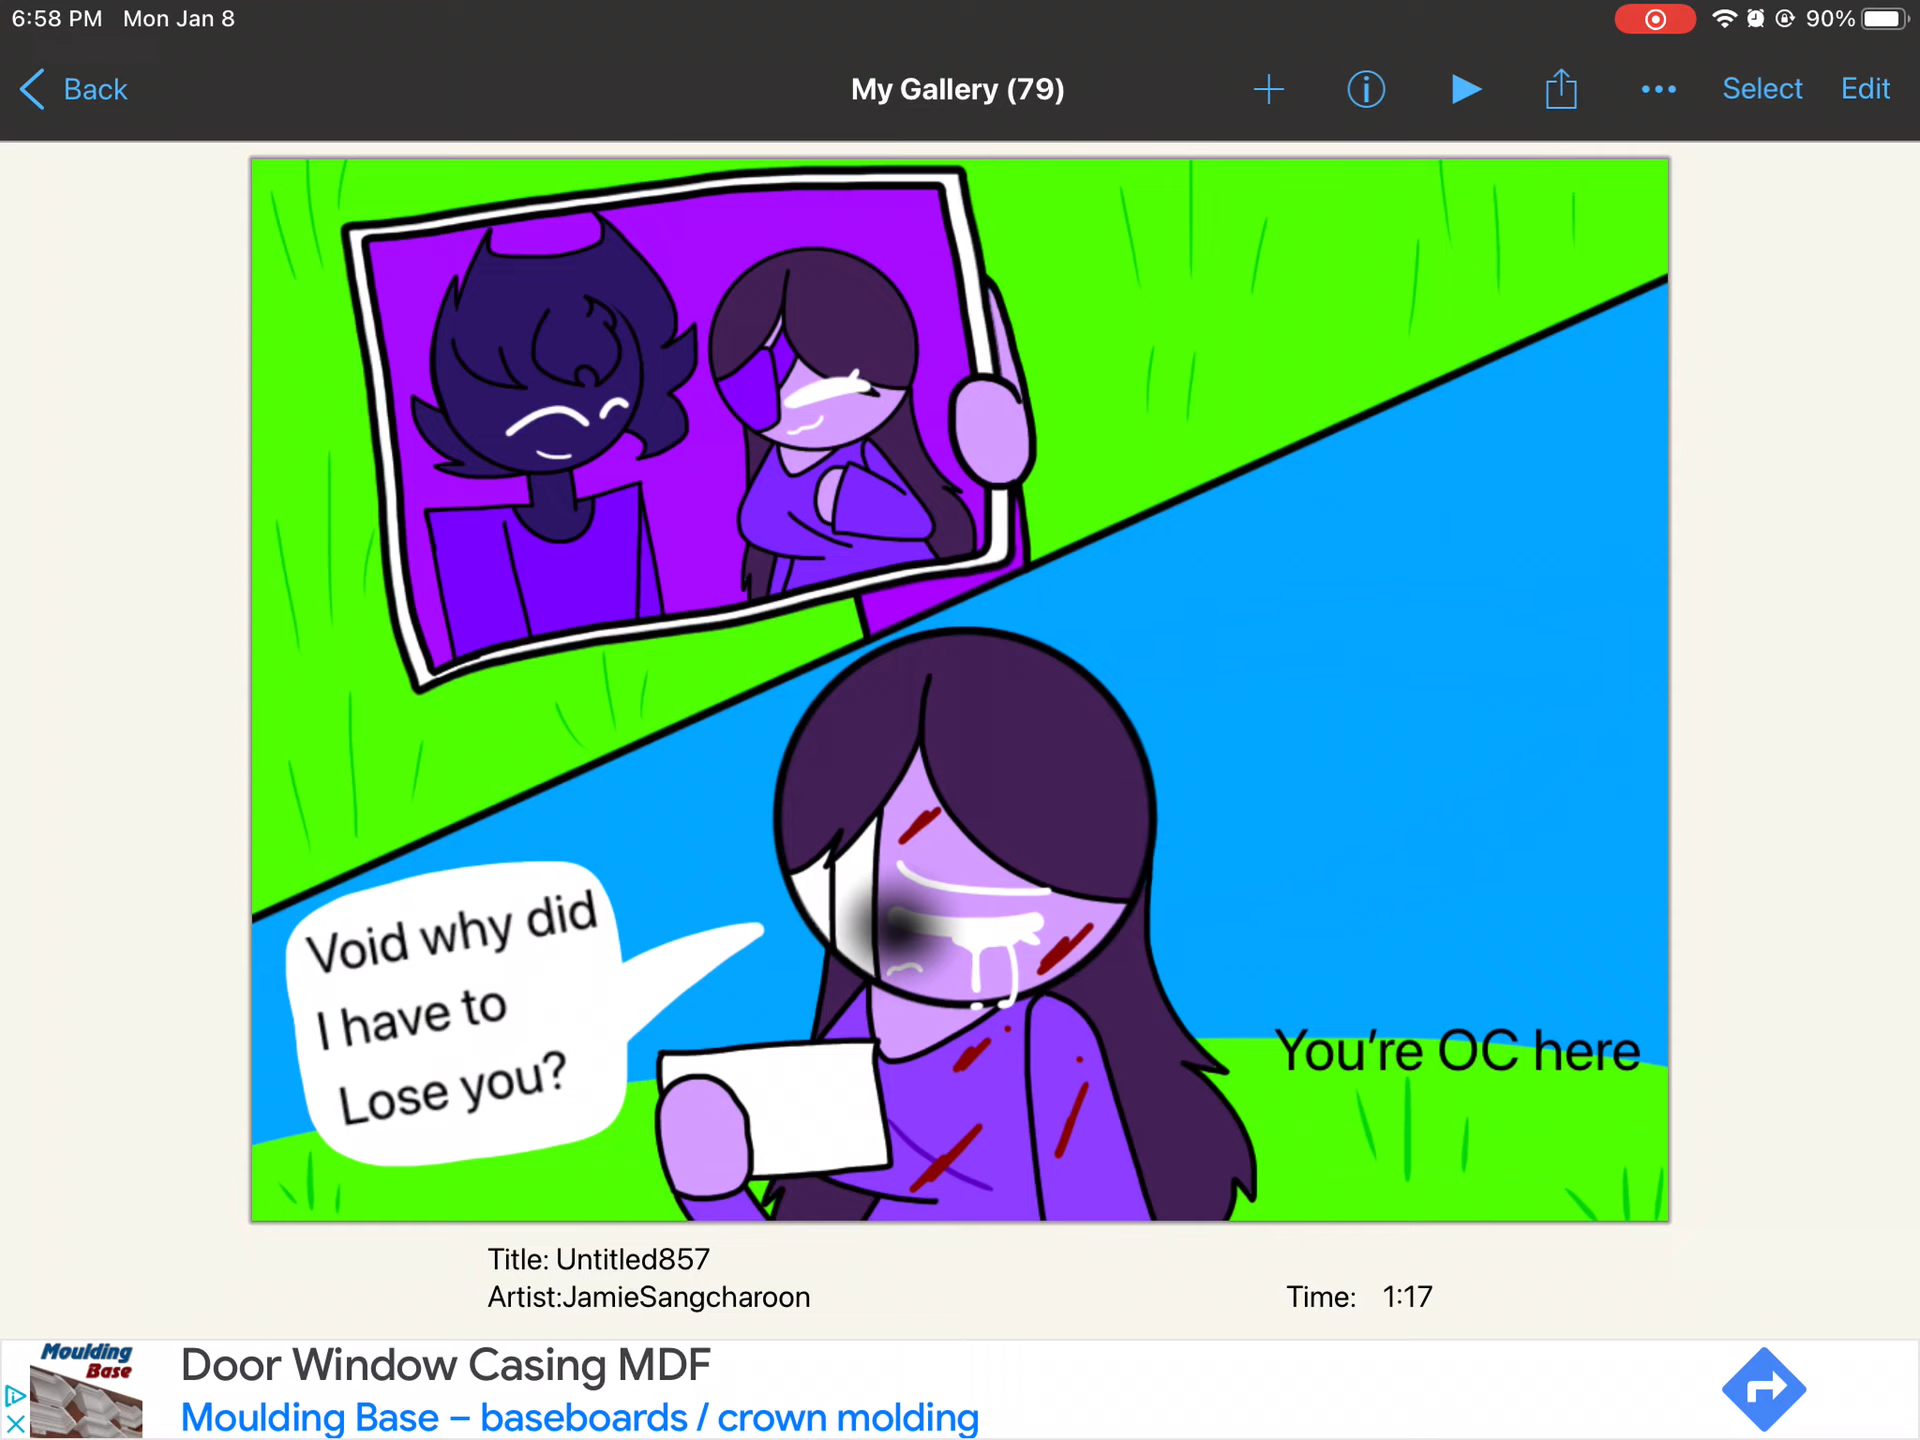 6:58 PM Mon Jan 8
90%
Back
My Gallery (79)
Select
Edit
Void why did
I have to
Lose you?
You're OC here
Title: Untitled857
Artist:JamieSangcharoon
Time: 1:17
Moulding
Base
Door Window Casing MDF
Moulding Base – baseboards / crown molding